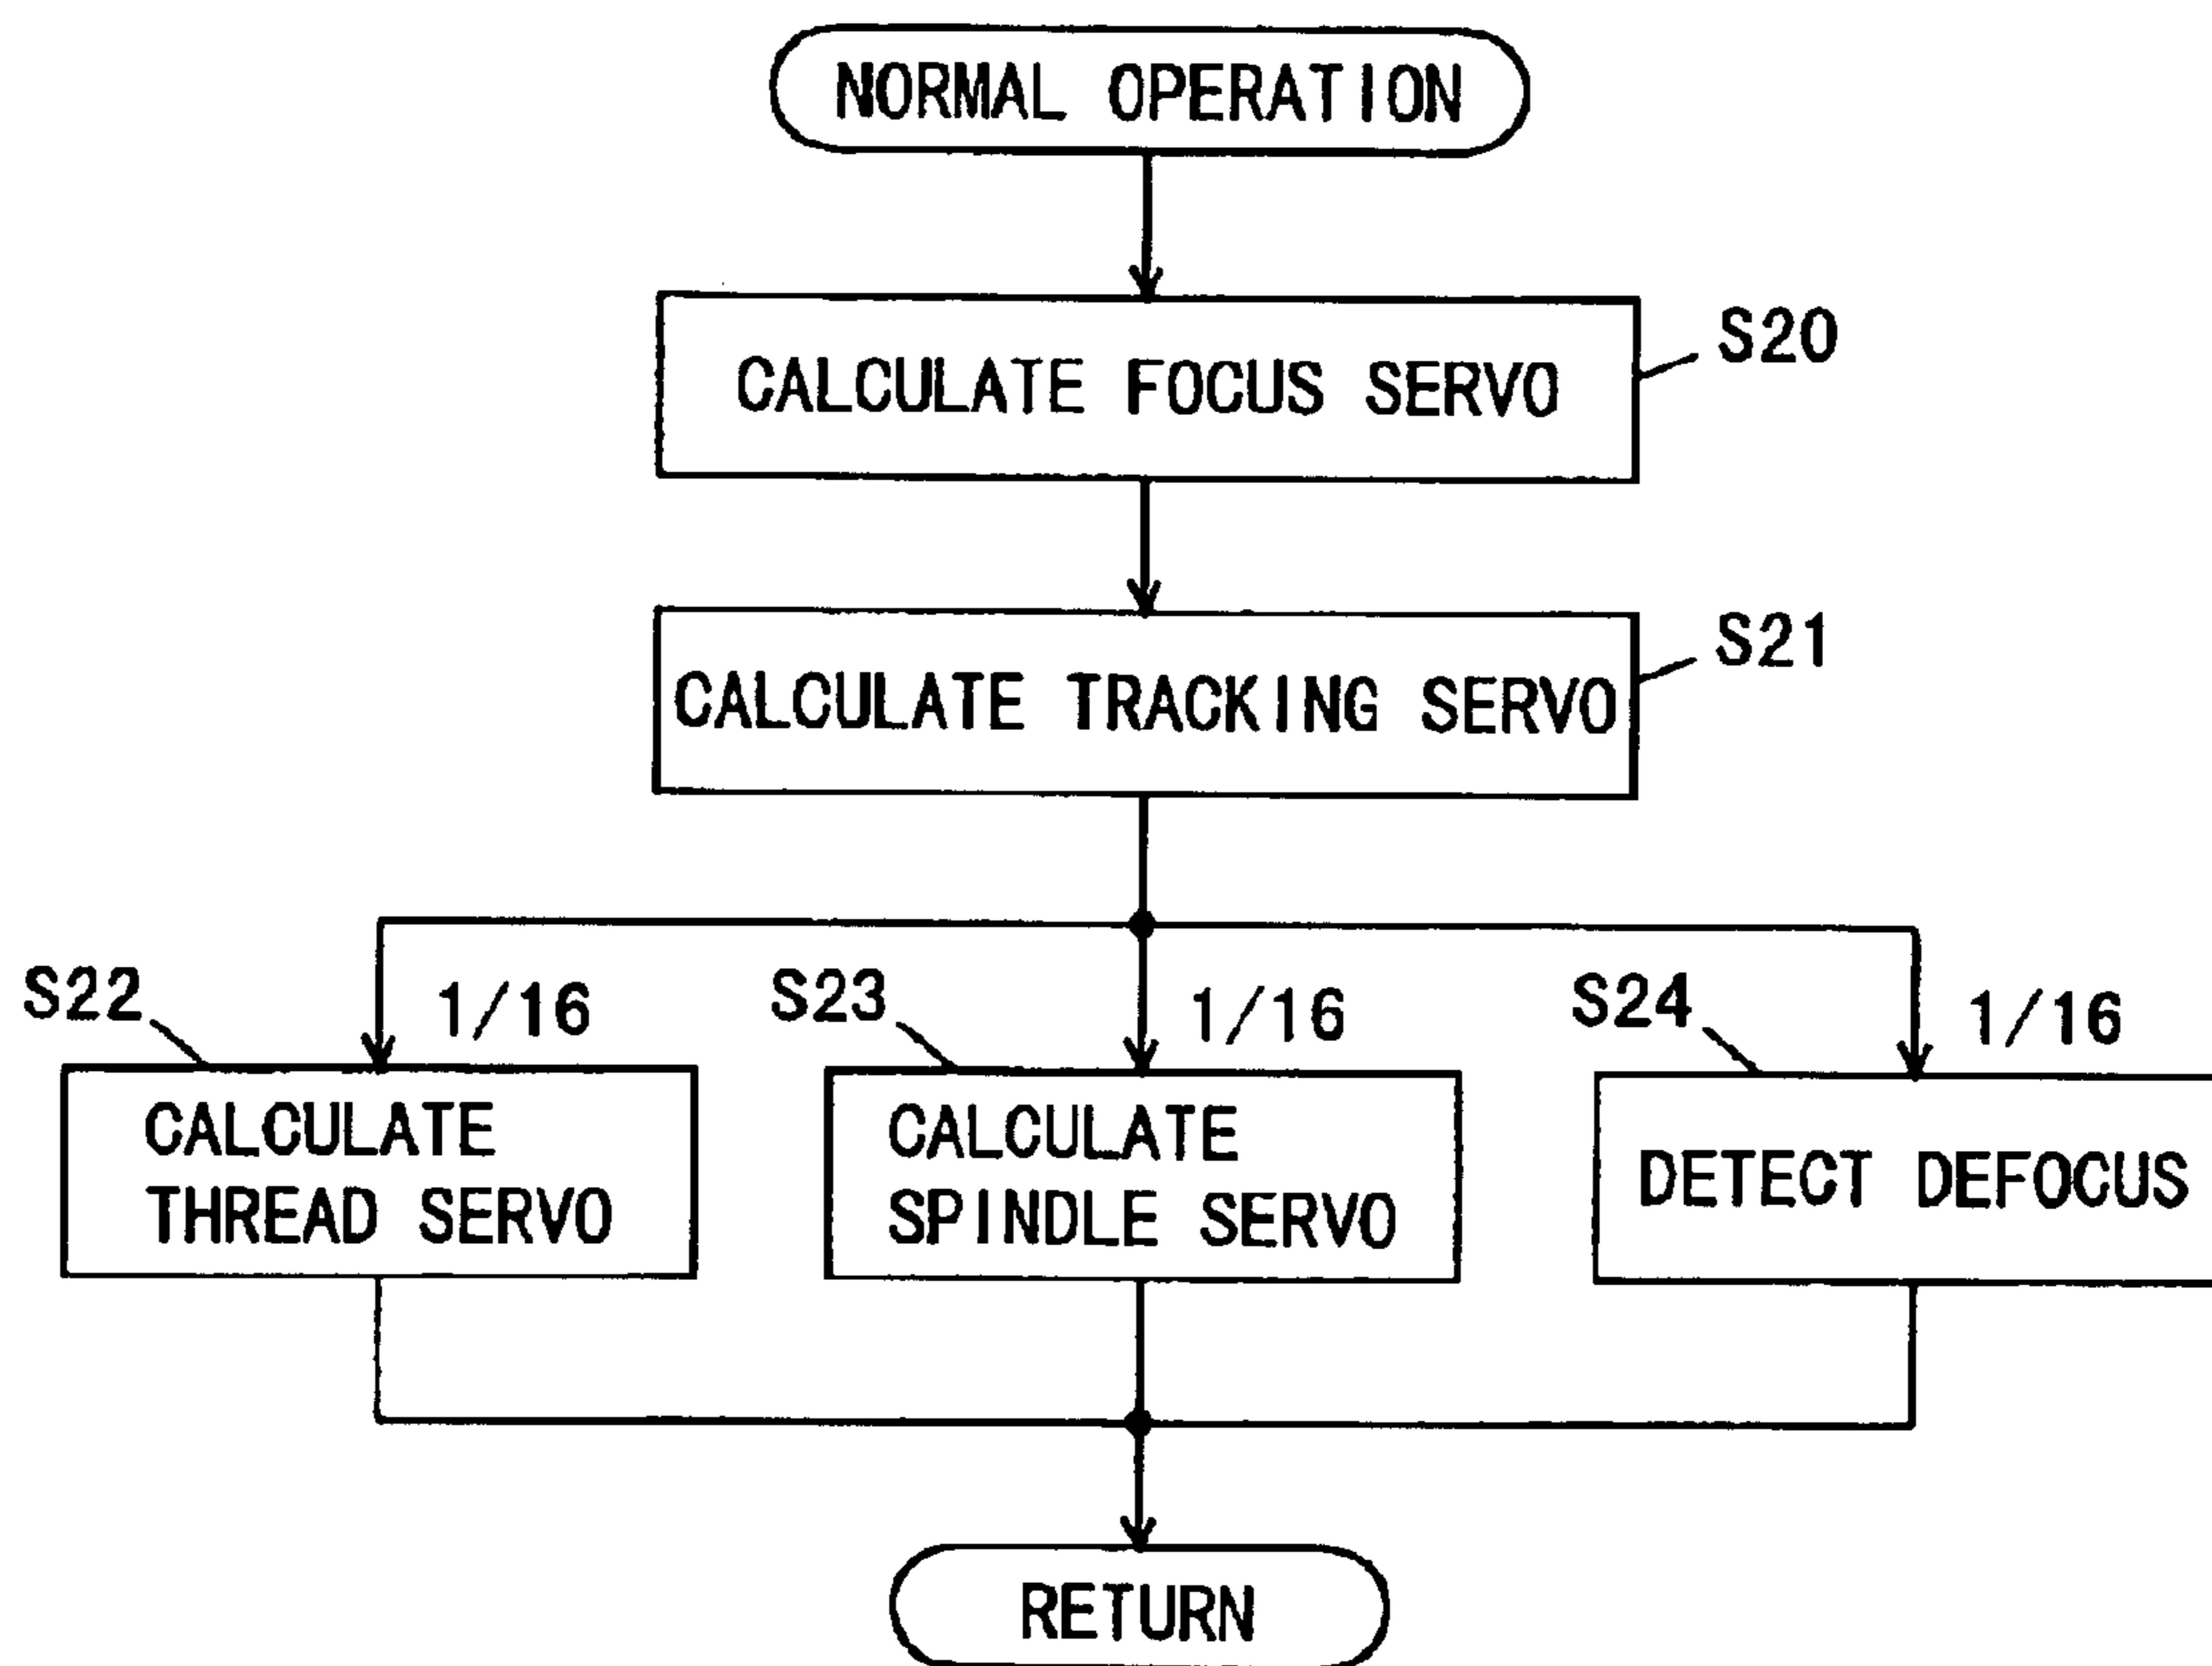 NORMAL OPERATION
S20
CALCULATE FOCUS SERVO
S21
CALCULATE TRACKING SERVO
S22
1/16
S23
1/16
S24
1/16
CALCULATE
THREAD SERVO
CALCULATE
SPINDLE SERVO
DETECT DEFOCUS
RETURN